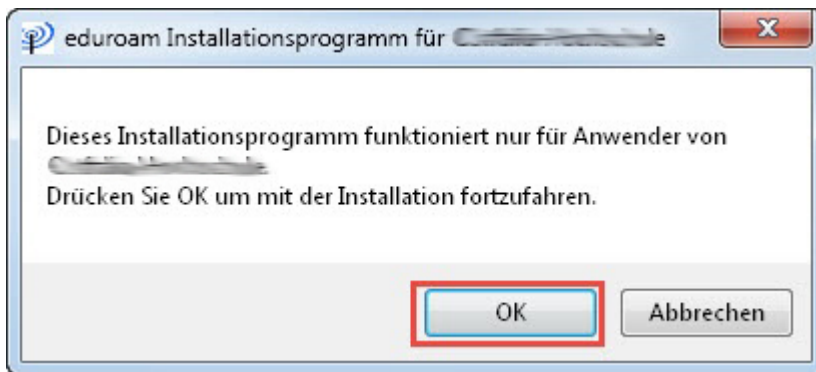 eduroam Installationsprogramm für
Dieses Installationsprogramm funktioniert nur für Anwender von
Drücken Sie OK um mit der Installation fortzufahren.
OK
Abbrechen